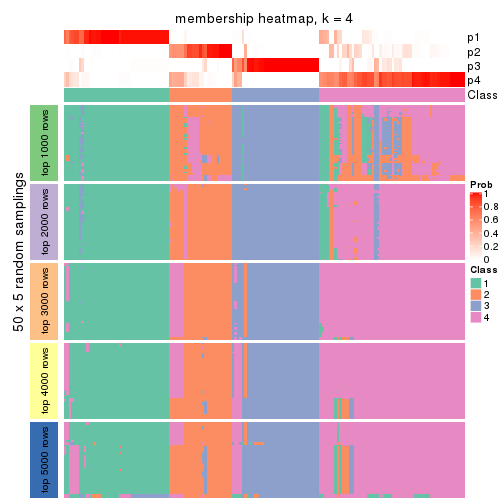 membership heatmap, k = 4
p1
p2
p3
p4
Class
50 x 5 random samplings
top 1000 rows
top 2000 rows
top 3000 rows
top 4000 rows
top 5000 rows
Prob
1
0.8
0.6
0.4
0.2
0
Class
1
2
3
4